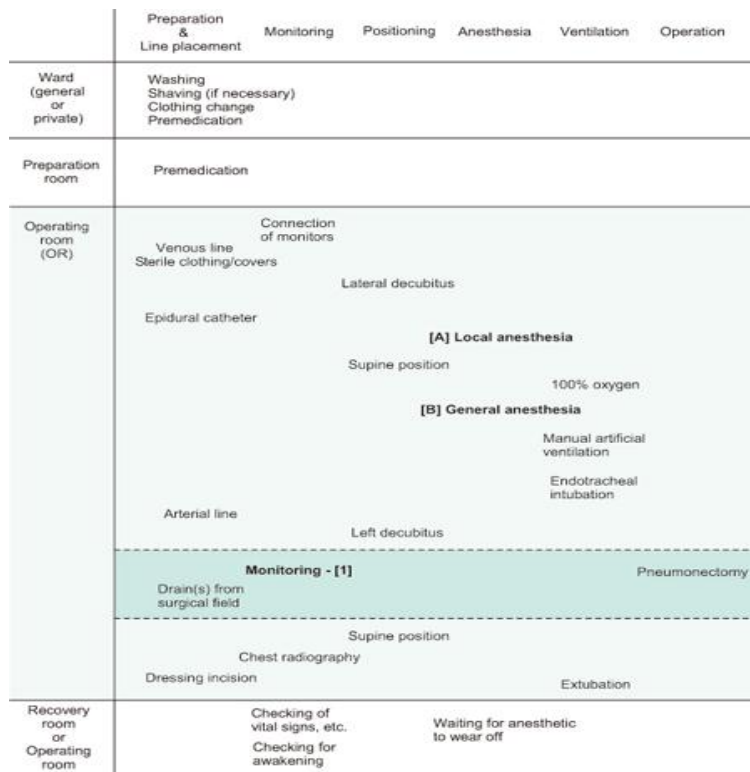 Preparation
&
Line placement
Monitoring
Positioning
Anesthesia
Ventilation
Operation
Ward
(general
or
private)
Washing
Shaving (if necessary)
Clothing change
Premedication
Preparation
room
Premedication
Operating
room
(OR)
Connection
of monitors
Venous line
Sterile clothing/covers
Lateral decubitus
Epidural catheter
[A] Local anesthesia
Supine position
100% oxygen
[B] General anesthesia
Manual artificial
ventilation
Endotracheal
intubation
Arterial line
Left decubitus
Monitoring - [1]
Pneumonectomy
Drain(s) from
surgical field
Supine position
Chest radiography
Dressing incision
Extubation
Recovery
room
or
Operating
room
Checking of
vital signs, etc.
Checking for
awakening
Waiting for anesthetic
to wear off